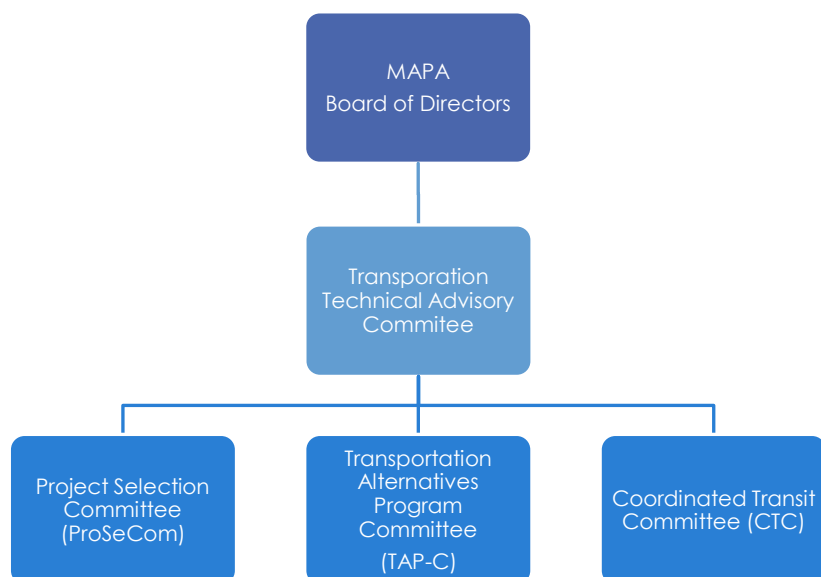 MAPA
Board of Directors
Transporation
Technical Advisory
Commitee
Project Selection
Committee
(ProSeCom)
Transportation
Alternatives
Program
Committee
(TAP-C)
Coordinated Transit
Committee (CTC)